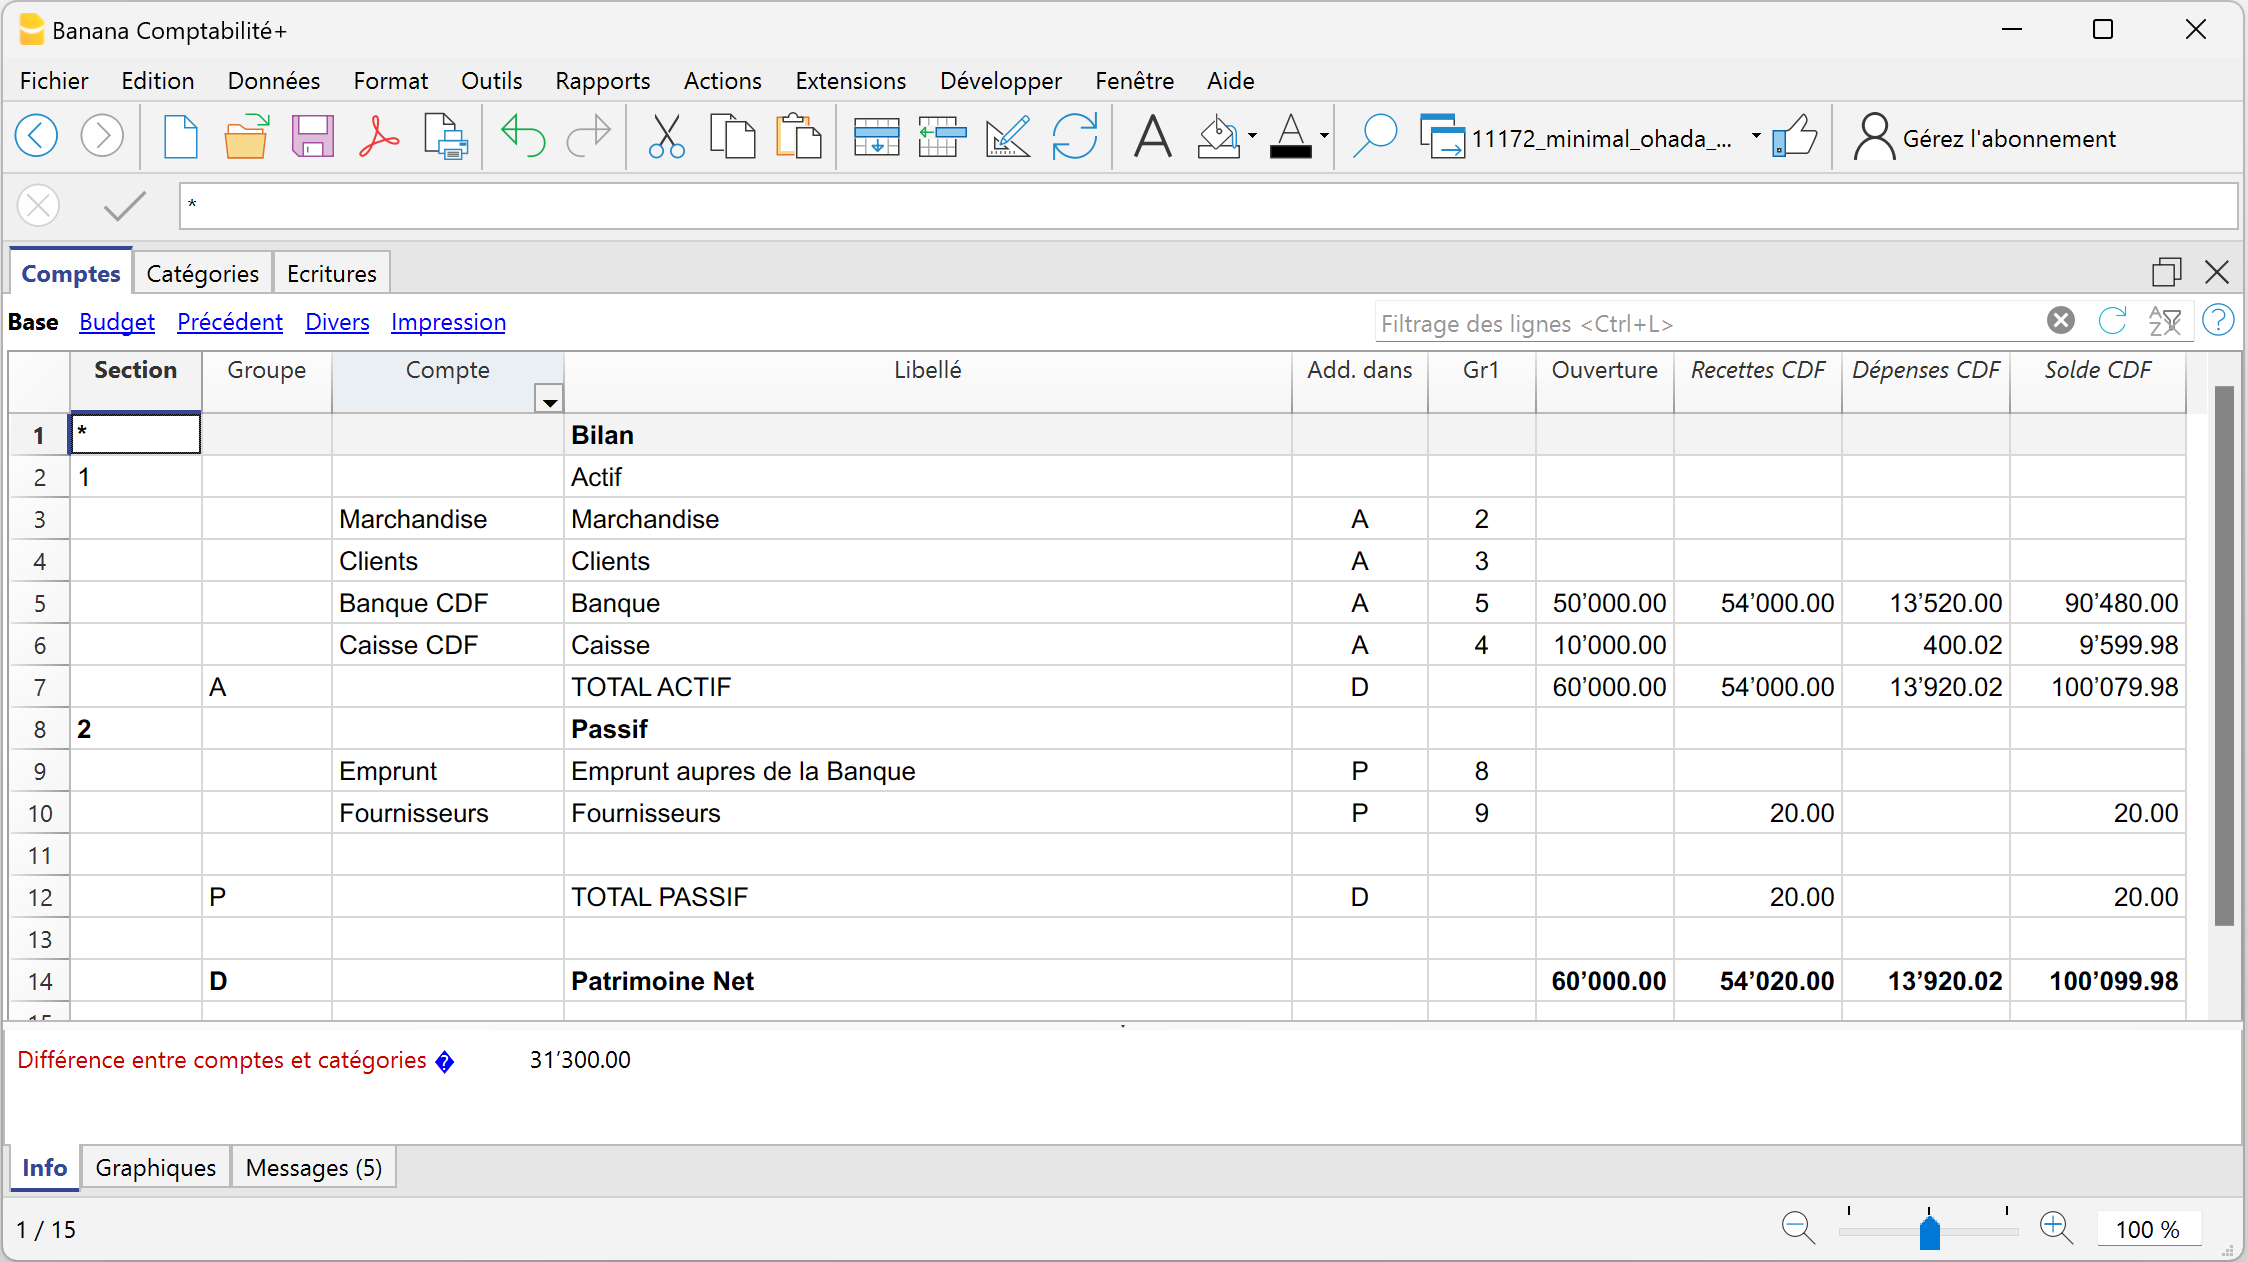 Banana Comptabilité+
Fichier Edition Données Format Outils Rapports Actions Extensions Développer Fenêtre Aide
11172_minimal_ohada_... Gérez l'abonnement
*
Comptes Catégories Ecritures
Base Budget Précédent Divers Impression Filtrage des lignes <Ctrl+L>
Section Groupe Compte Libellé Add. dans Gr1 Ouverture Recettes CDF Dépenses CDF Solde CDF
1 * Bilan
2 1 Actif
3 Marchandise Marchandise A 2
4 Clients Clients A 3
5 Banque CDF Banque A 5 50’000.00 54’000.00 13’520.00 90’480.00
6 Caisse CDF Caisse A 4 10’000.00 400.02 9’599.98
7 A TOTAL ACTIF D 60’000.00 54’000.00 13’920.02 100’079.98
8 2 Passif
9 Emprunt Emprunt aupres de la Banque P 8
10 Fournisseurs Fournisseurs P 9 20.00 20.00
11
12 P TOTAL PASSIF D 20.00 20.00
13
14 D Patrimoine Net 60’000.00 54’020.00 13’920.02 100’099.98
15
Différence entre comptes et catégories 31’300.00
Info Graphiques Messages (5)
1 / 15 100 %